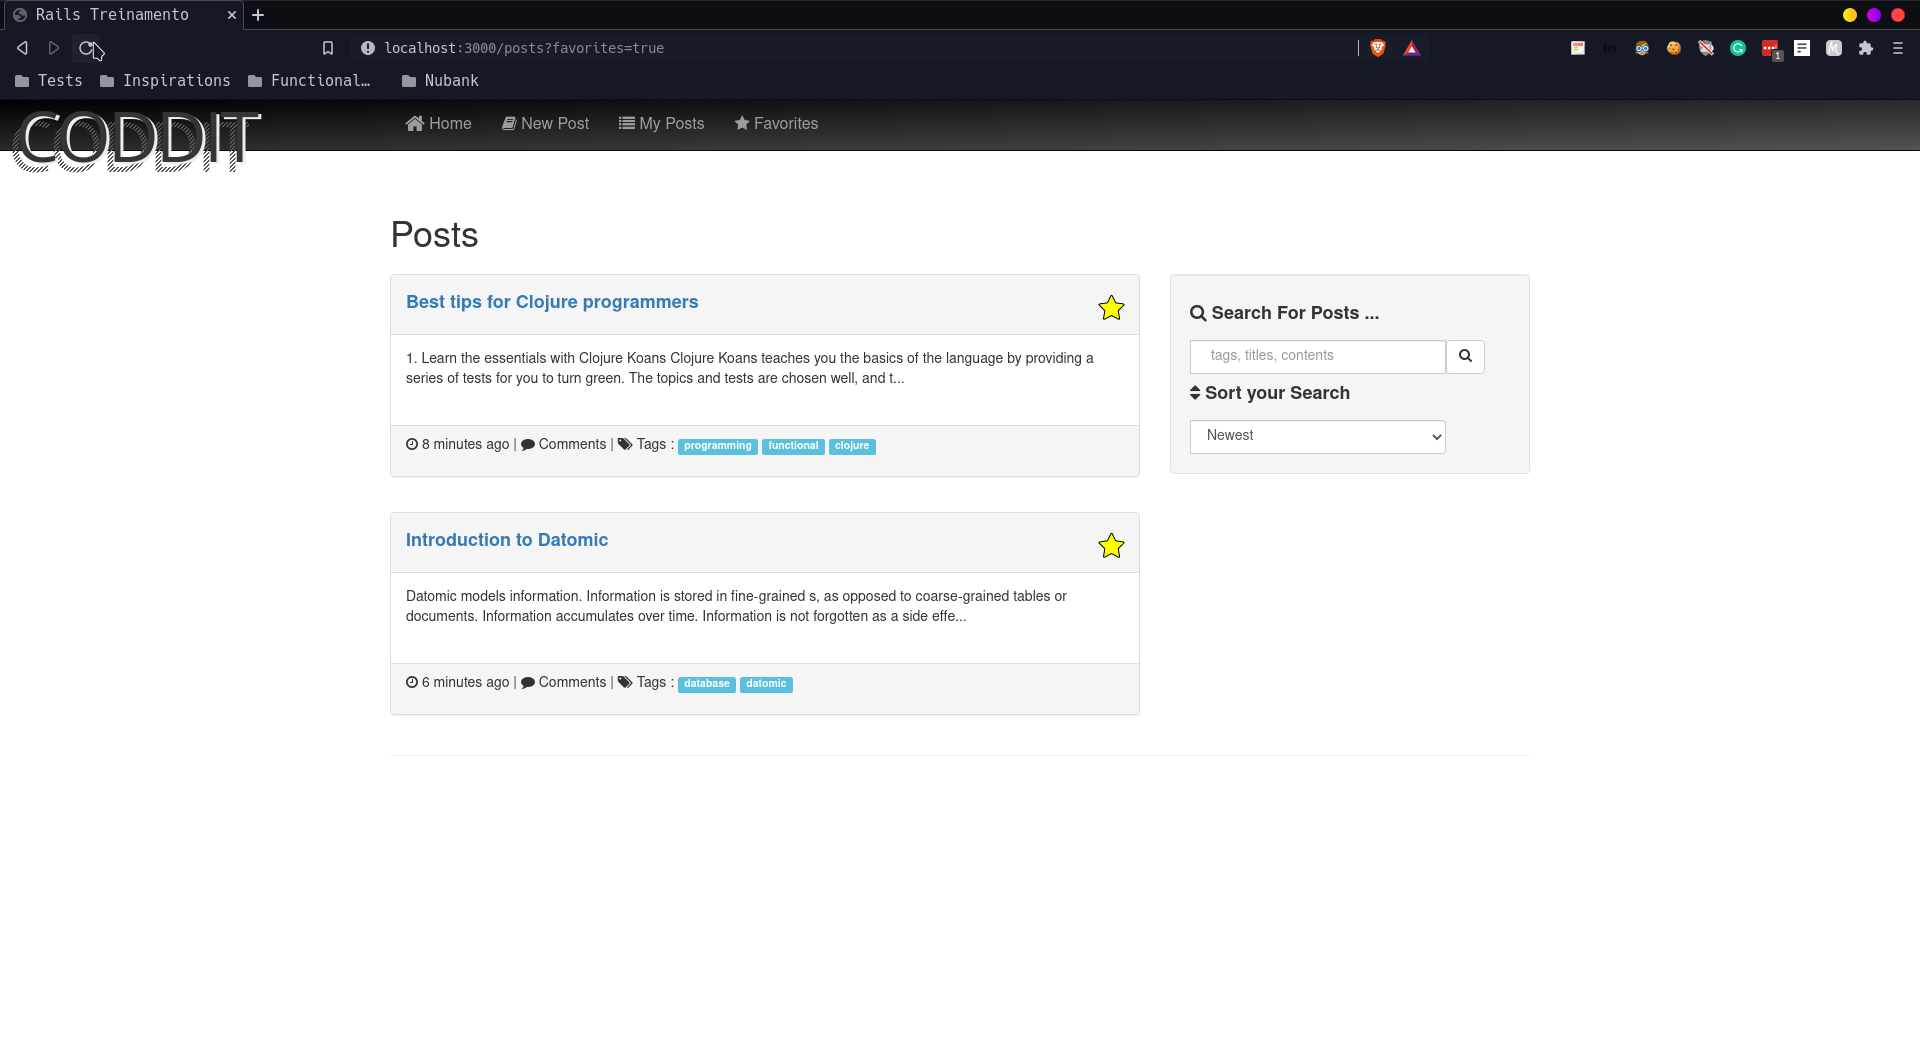 Rails Treinamento
localhost:3000/posts?favorites=true
1
Tests Inspirations Functional… Nubank
CODDIT
Home New Post My Posts Favorites
Posts
Best tips for Clojure programmers
1. Learn the essentials with Clojure Koans Clojure Koans teaches you the basics of the language by providing a
series of tests for you to turn green. The topics and tests are chosen well, and t...
8 minutes ago | Comments | Tags : programming functional clojure
Search For Posts ...
tags, titles, contents
Sort your Search
Newest
Introduction to Datomic
Datomic models information. Information is stored in fine-grained s, as opposed to coarse-grained tables or
documents. Information accumulates over time. Information is not forgotten as a side effe...
6 minutes ago | Comments | Tags : database datomic